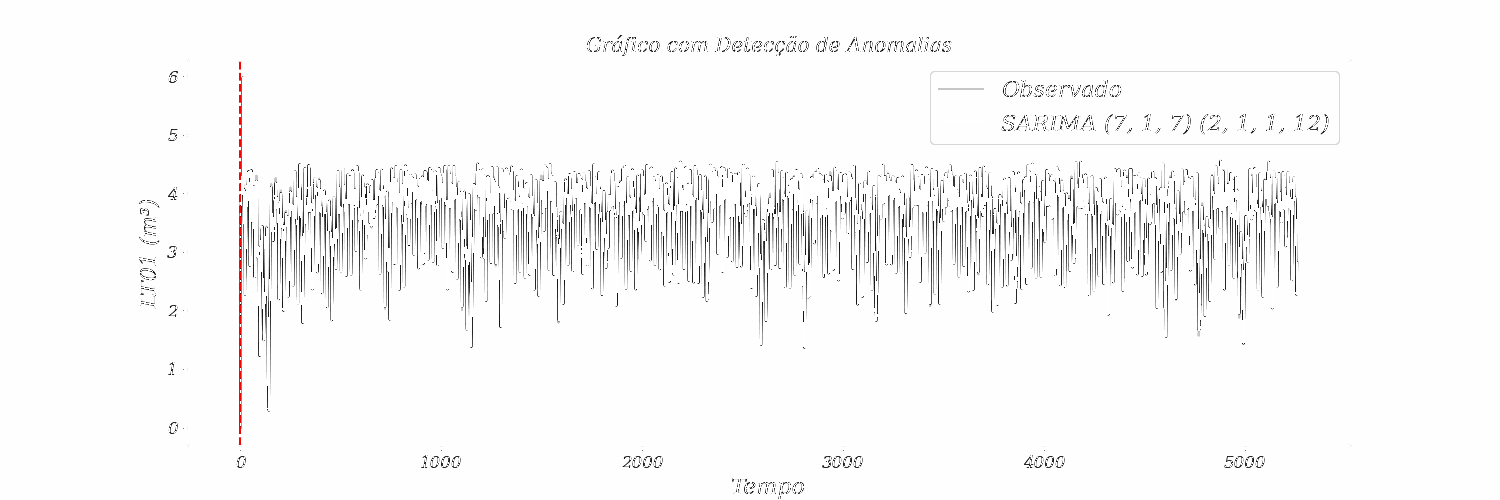 Gráfico com Detecção de Anomalias
Observado
SARIMA (7, 1, 7) (2, 1, 1, 12)
LT01 (m³)
6
5
4
3
2
1
0
0 1000 2000 3000 4000 5000
Tempo